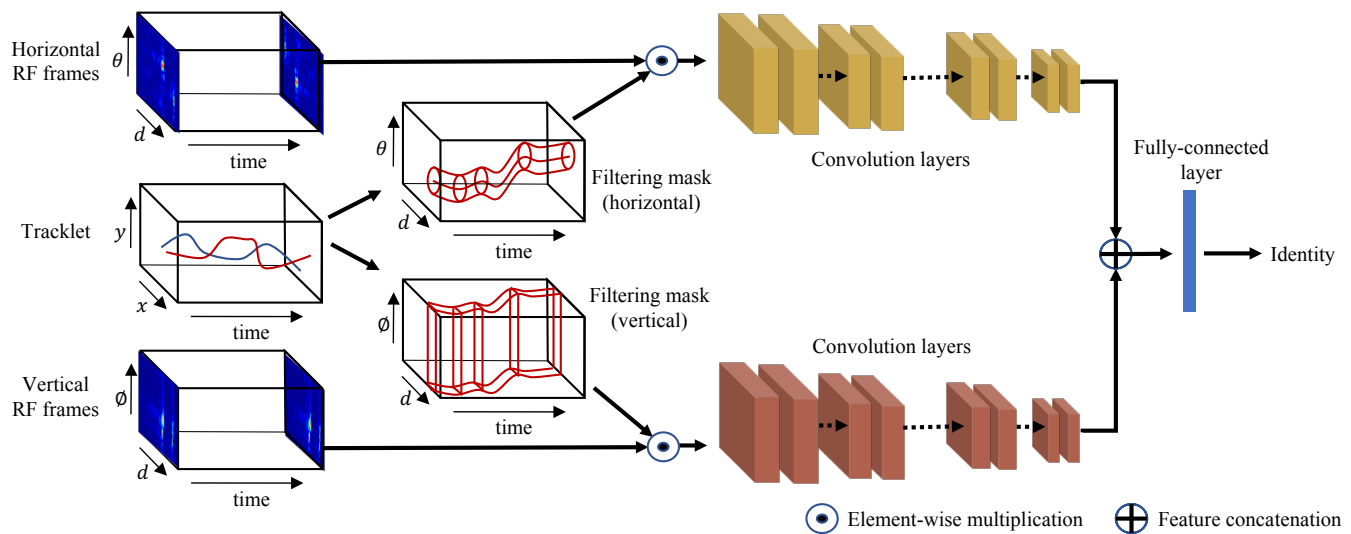 Horizontal
RF frames
θ
d
time
θ
d
time
Filtering mask
(horizontal)
Convolution layers
Fully-connected
layer
Tracklet
y
x
time
Identity
∅
d
time
Filtering mask
(vertical)
Convolution layers
Vertical
RF frames
∅
d
time
Element-wise multiplication
Feature concatenation